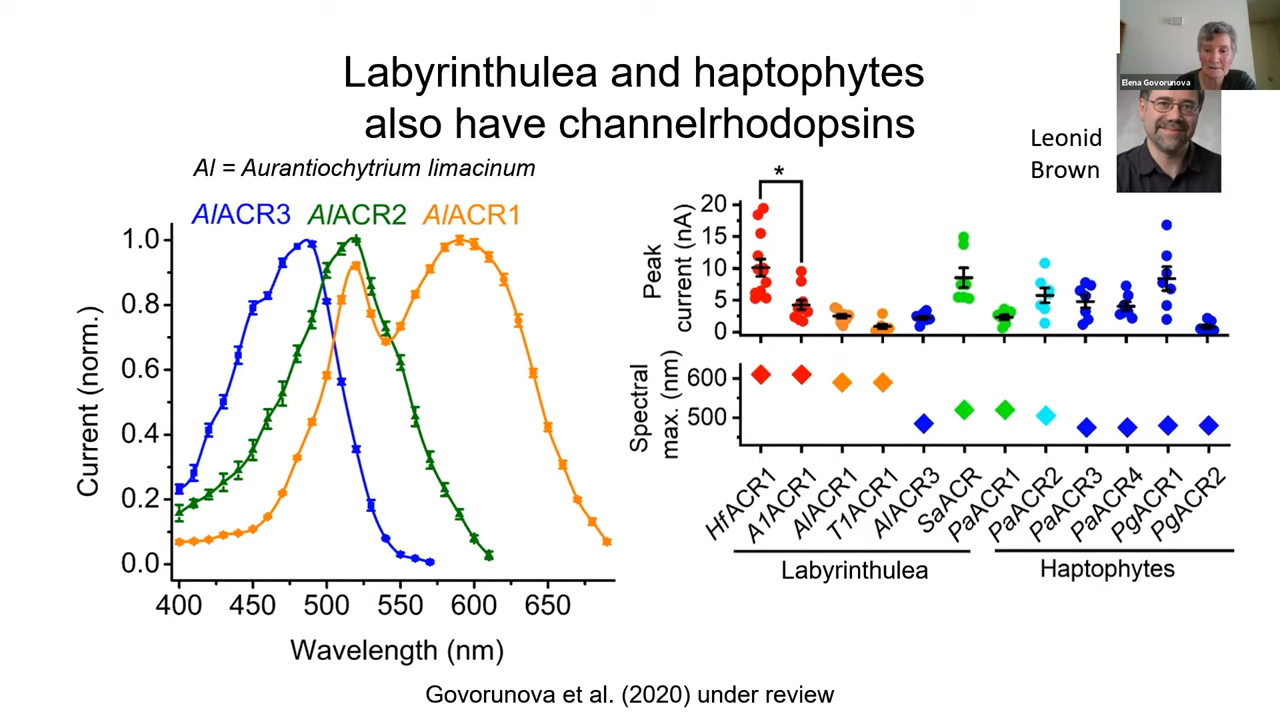 Labyrinthulea and haptophytes
also have channelrhodopsins
Elena Govorunova
Leonid
Brown
Al = Aurantiochytrium limacinum
AlACR3 AlACR2 AlACR1
1.0
0.8
0.6
0.4
0.2
0.0
Current (norm.)
400 450 500 550 600 650
Wavelength (nm)
*
Peak
current (nA)
20
15
10
5
0
Spectral
max. (nm)
600
500
HfACR1 A1ACR1 AlACR1 T1ACR1 AlACR3 SaACR PaACR1 PaACR2 PaACR3 PaACR4 PgACR1 PgACR2
Labyrinthulea Haptophytes
Govorunova et al. (2020) under review